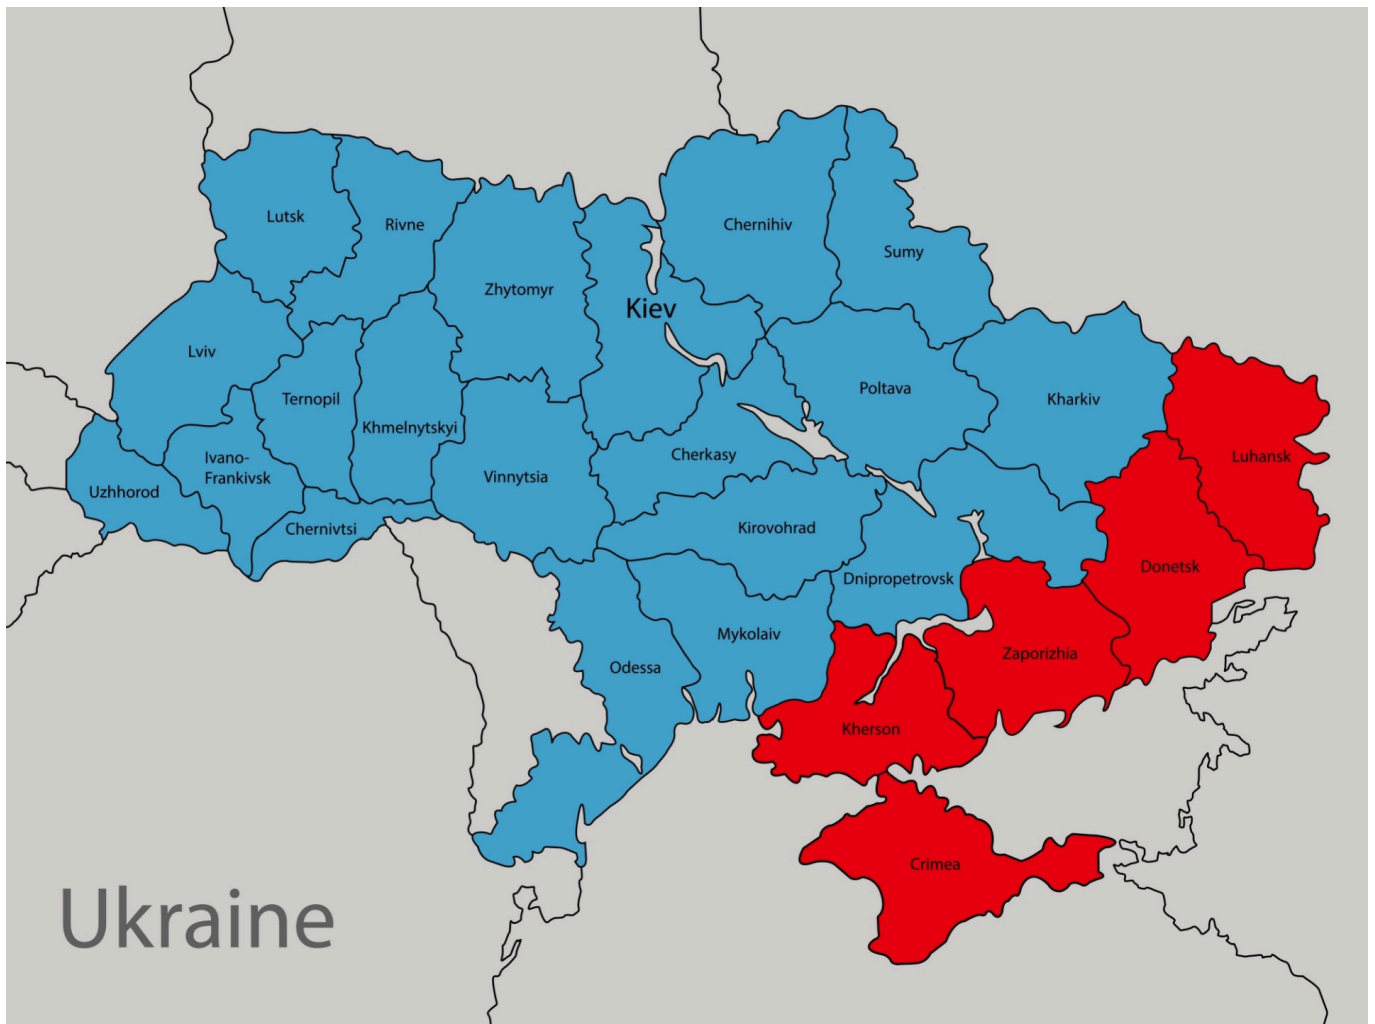 Lutsk
Rivne
Chernihiv
Sumy
Zhytomyr
Kiev
Lviv
Ternopil
Poltava
Kharkiv
Khmelnytskyi
Ivano-
Frankivsk
Cherkasy
Luhansk
Uzhhorod
Vinnytsia
Chernivtsi
Kirovohrad
Donetsk
Dnipropetrovsk
Mykolaiv
Odessa
Zaporizhia
Kherson
Crimea
Ukraine